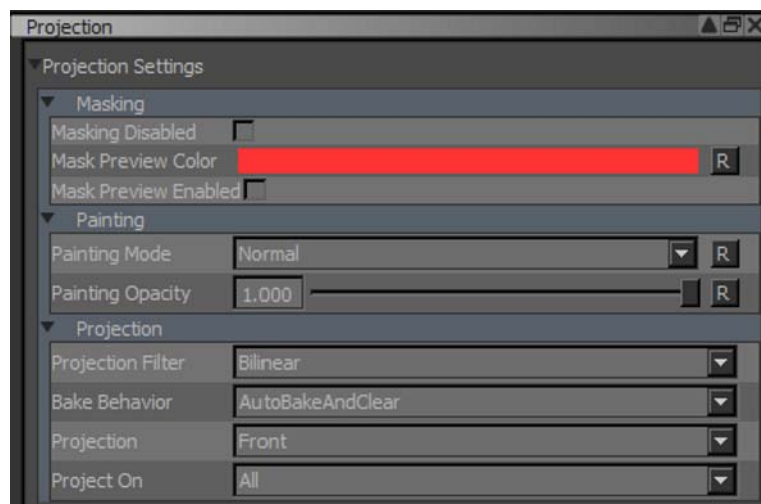 Projection
Projection Settings
Masking
Masking Disabled
Mask Preview Color R
Mask Preview Enabled
Painting
Painting Mode Normal R
Painting Opacity 1.000 R
Projection
Projection Filter Bilinear
Bake Behavior AutoBakeAndClear
Projection Front
Project On All